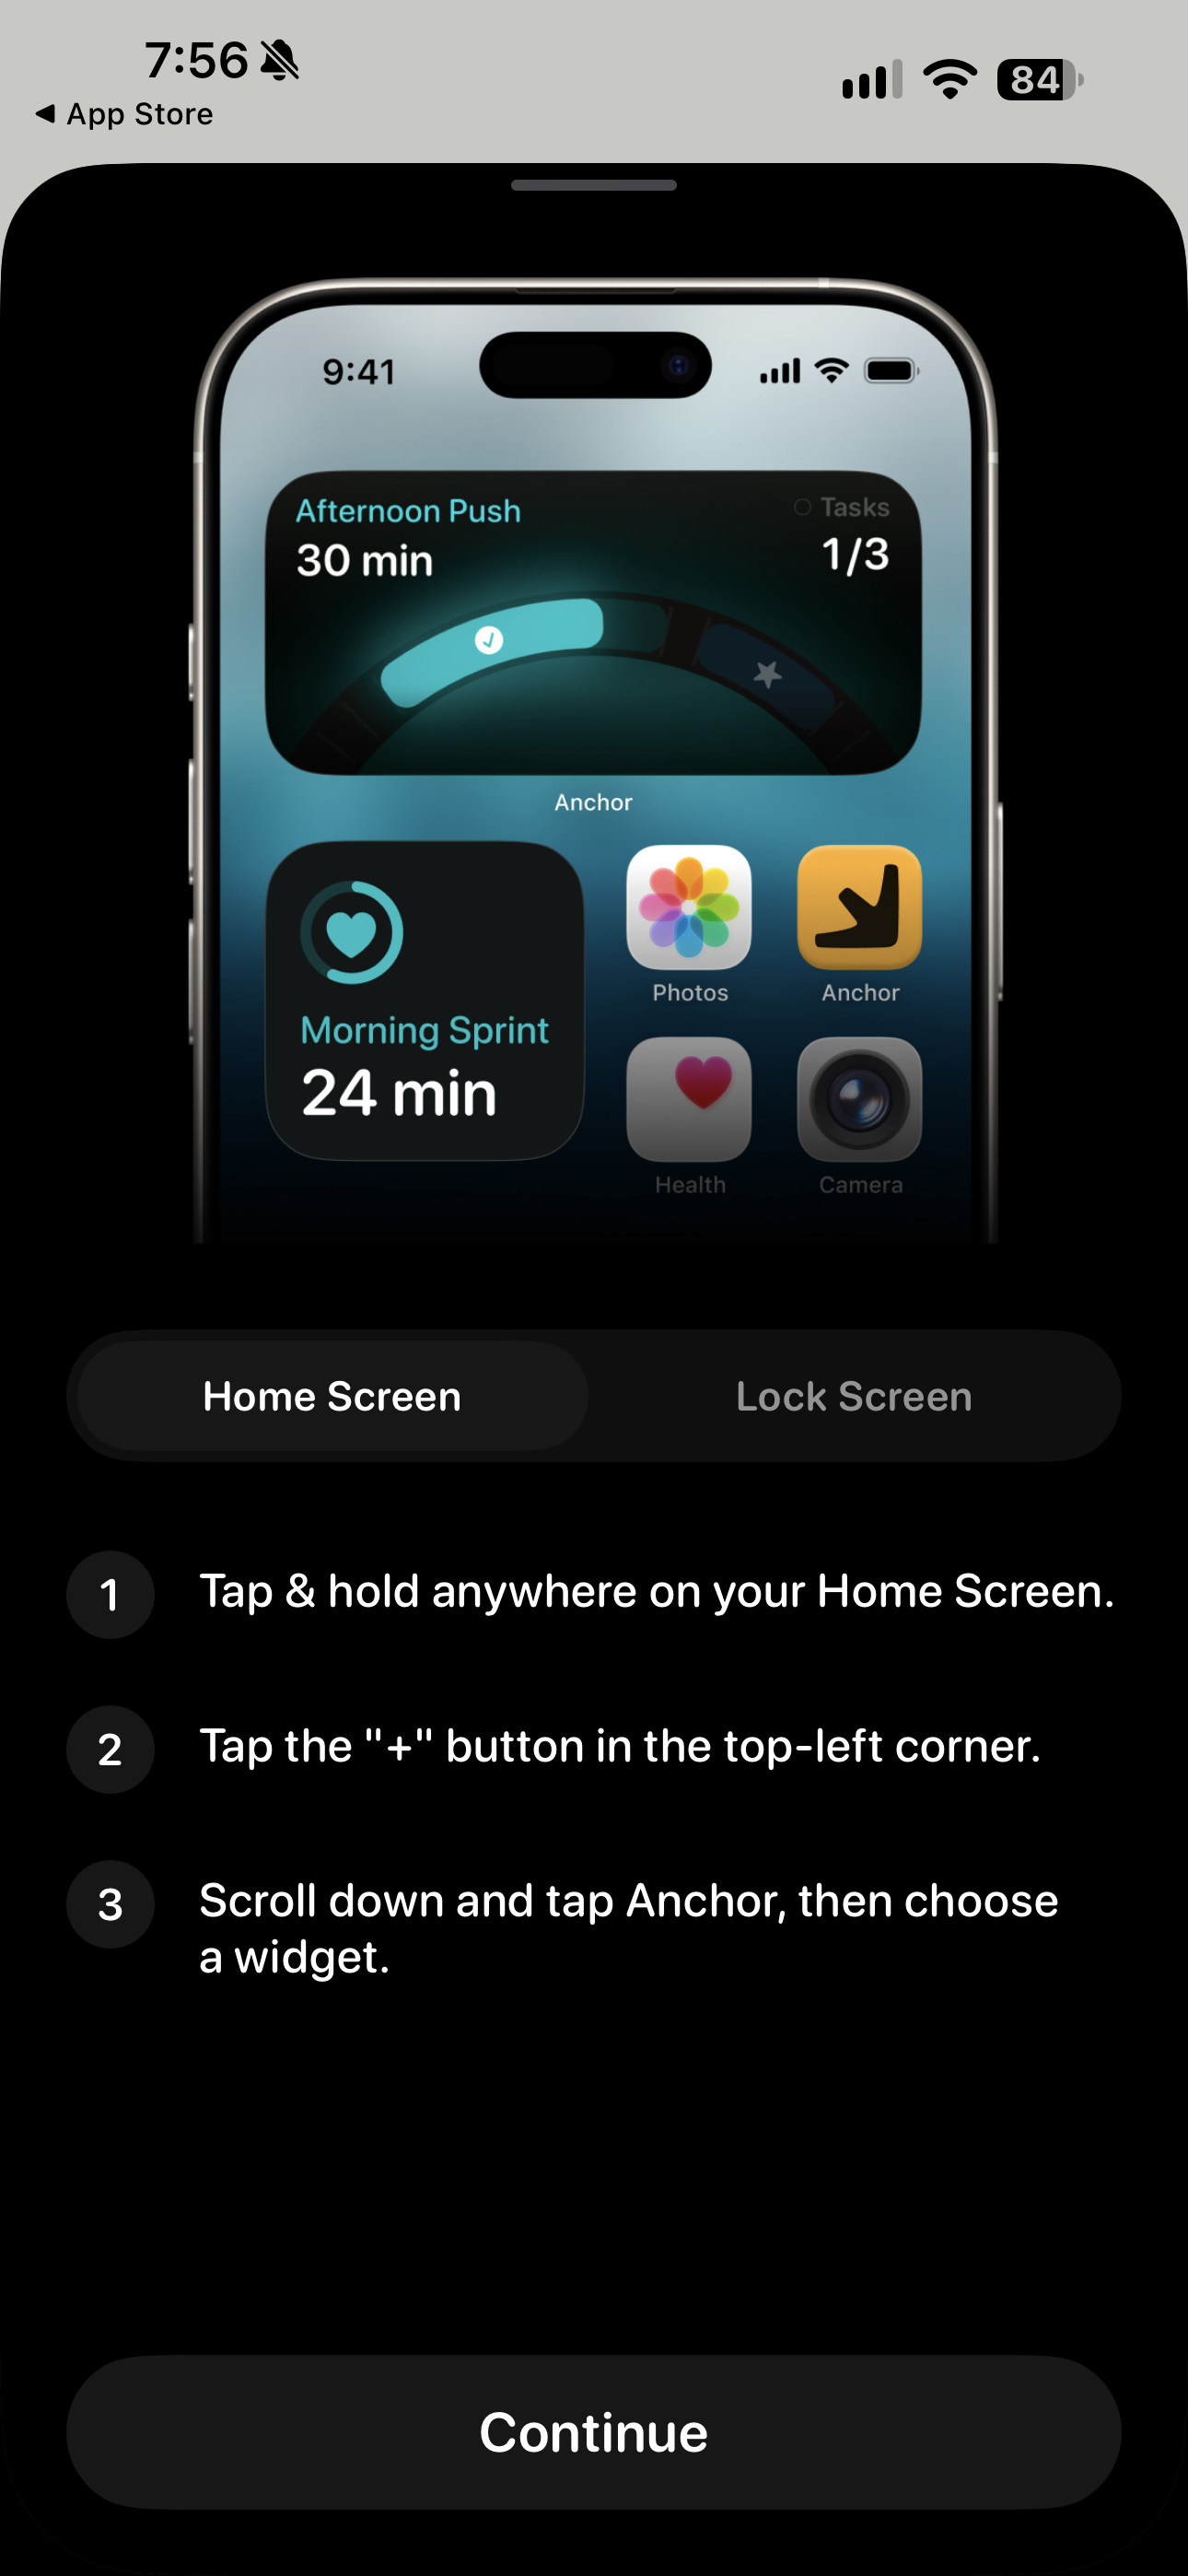 7:56
84
◀ App Store
9:41
Afternoon Push
30 min
Tasks
1/3
Anchor
Morning Sprint
24 min
Photos
Anchor
Health
Camera
Home Screen
Lock Screen
1
Tap & hold anywhere on your Home Screen.
2
Tap the "+" button in the top-left corner.
3
Scroll down and tap Anchor, then choose
a widget.
Continue